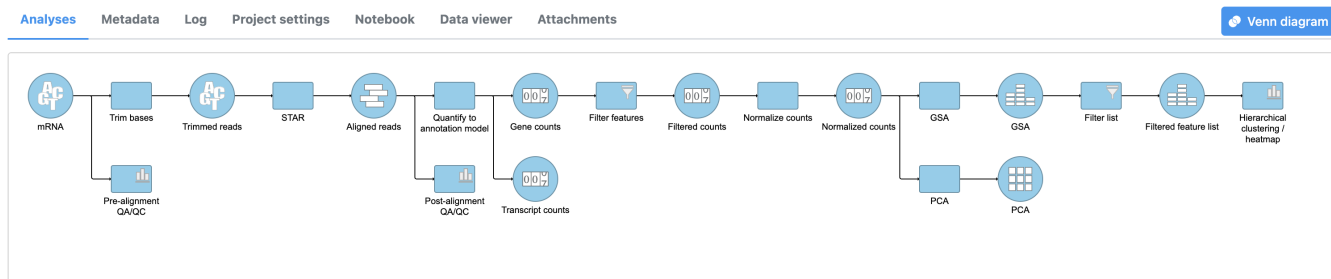 Analyses Metadata Log Project settings Notebook Data viewer Attachments Venn diagram
mRNA Trim bases Trimmed reads STAR Aligned reads Quantify to annotation model Gene counts Filter features Filtered counts Normalize counts Normalized counts GSA GSA Filter list Filtered feature list Hierarchical clustering / heatmap
Pre-alignment QA/QC Post-alignment QA/QC Transcript counts PCA PCA